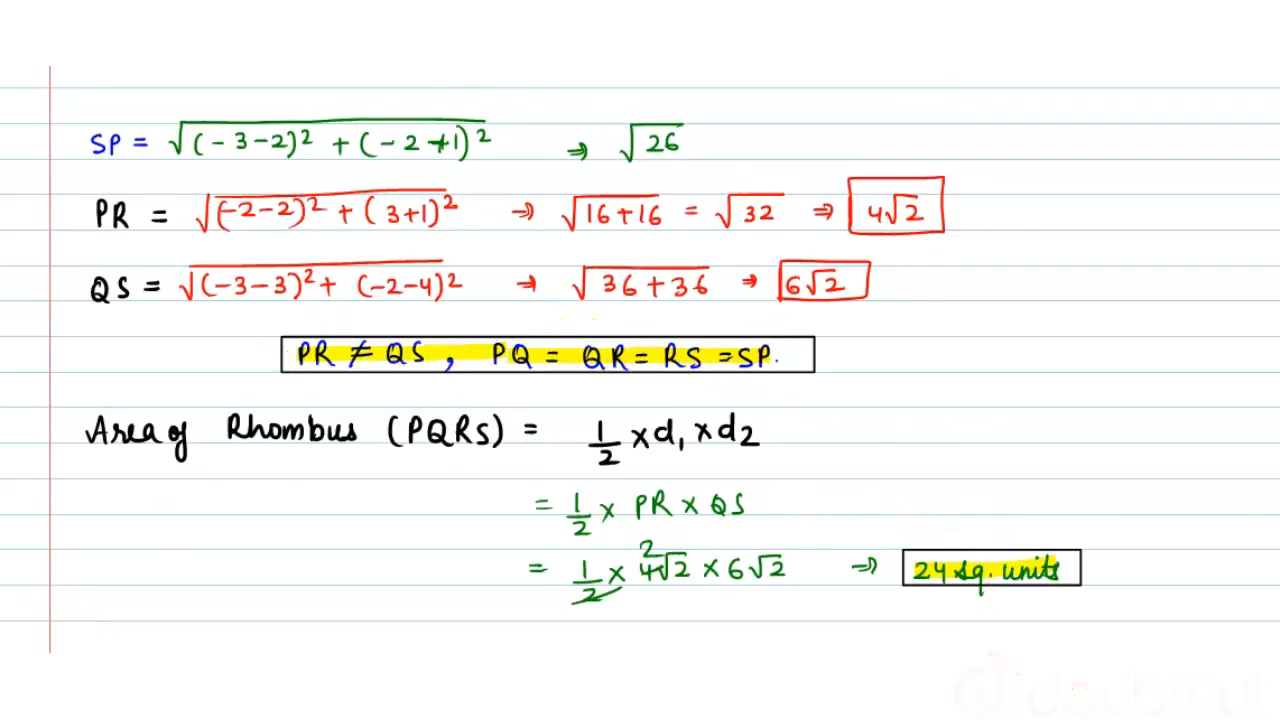 SP = √(-3-2)² + (-2+1)² ⇒ √26
PR = √(-2-2)² + (3+1)² ⇒ √16+16 = √32 ⇒ 4√2
QS = √(-3-3)² + (-2-4)² ⇒ √36+36 ⇒ 6√2
PR ≠ QS , PQ = QR = RS = SP.
Area of Rhombus (PQRS) = 1/2 × d₁ × d₂
= 1/2 × PR × QS
2
= 1/2 × 4√2 × 6√2 ⇒ 24 sq. units
doubtnut